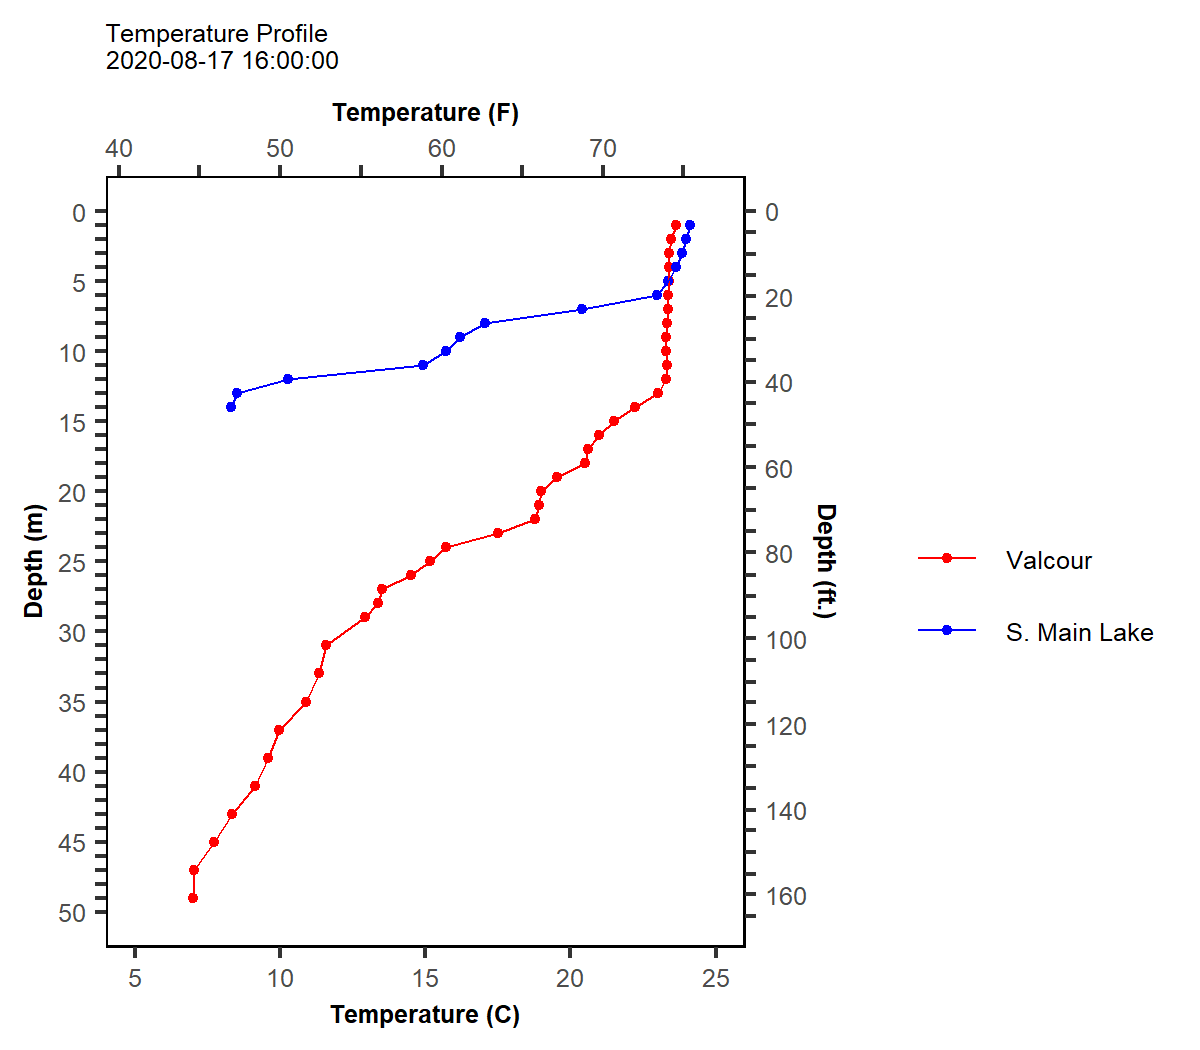 Temperature Profile
2020-08-17 16:00:00
Temperature (F)
40 50 60 70
0 0
5
20
10
40
15
60
20
80
25
30
100
35
120
40
140
45
160
50
Depth (m)
Depth (ft.)
Valcour
S. Main Lake
5 10 15 20 25
Temperature (C)